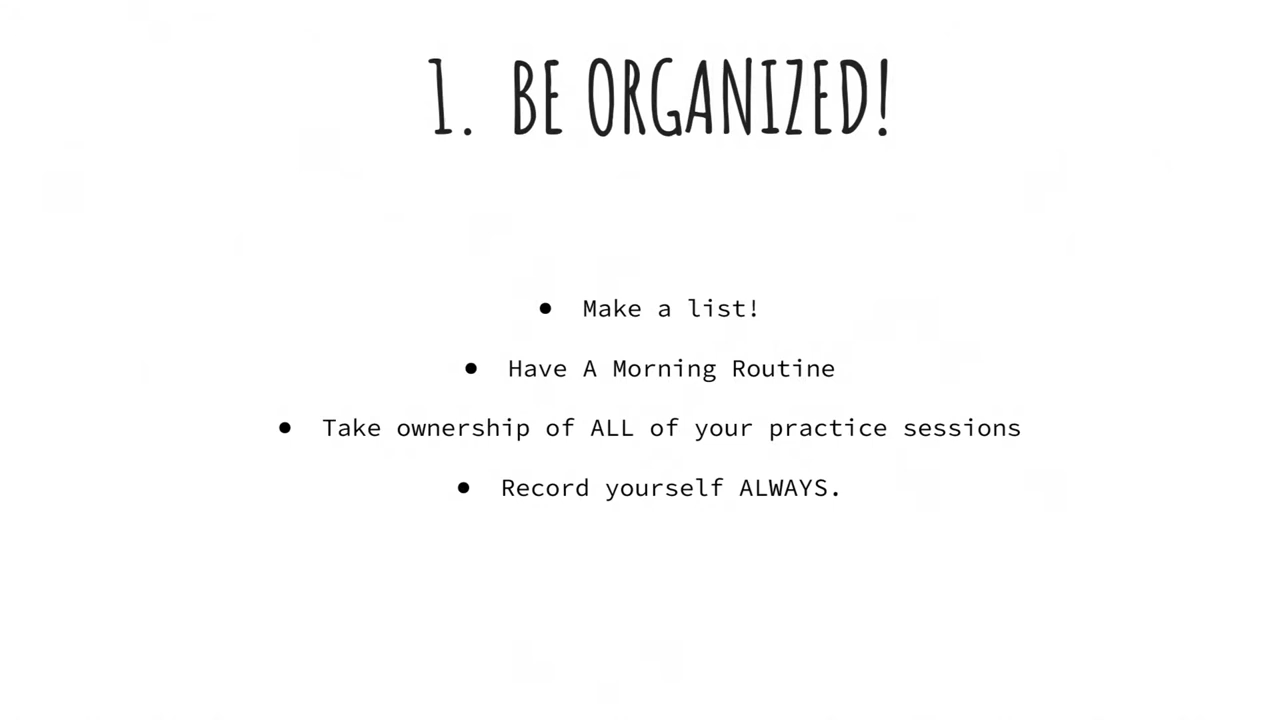 1. BE ORGANIZED!
● Make a list!
● Have A Morning Routine
● Take ownership of ALL of your practice sessions
● Record yourself ALWAYS.